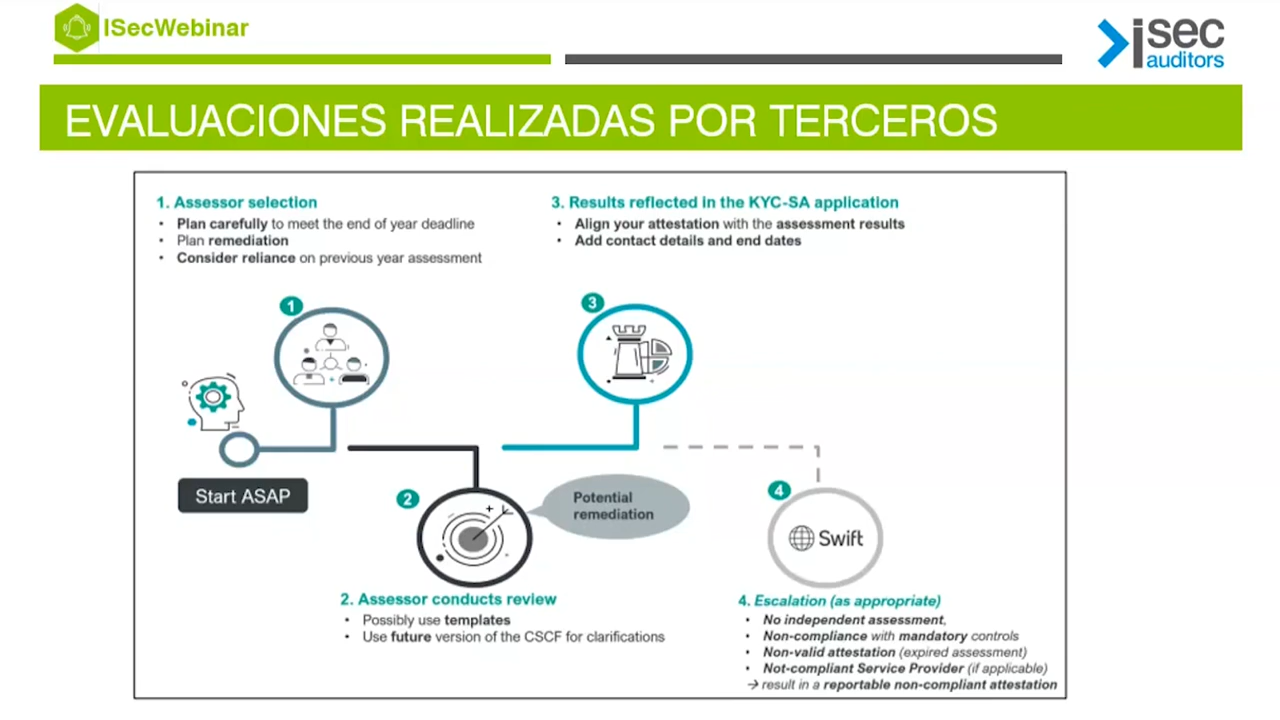 ISecWebinar
isec
auditors
EVALUACIONES REALIZADAS POR TERCEROS
1. Assessor selection
• Plan carefully to meet the end of year deadline
• Plan remediation
• Consider reliance on previous year assessment
3. Results reflected in the KYC-SA application
• Align your attestation with the assessment results
• Add contact details and end dates
1
3
Start ASAP
2
Potential
remediation
4
Swift
2. Assessor conducts review
• Possibly use templates
• Use future version of the CSCF for clarifications
4. Escalation (as appropriate)
• No independent assessment,
• Non-compliance with mandatory controls
• Non-valid attestation (expired assessment)
• Not-compliant Service Provider (if applicable)
→ result in a reportable non-compliant attestation